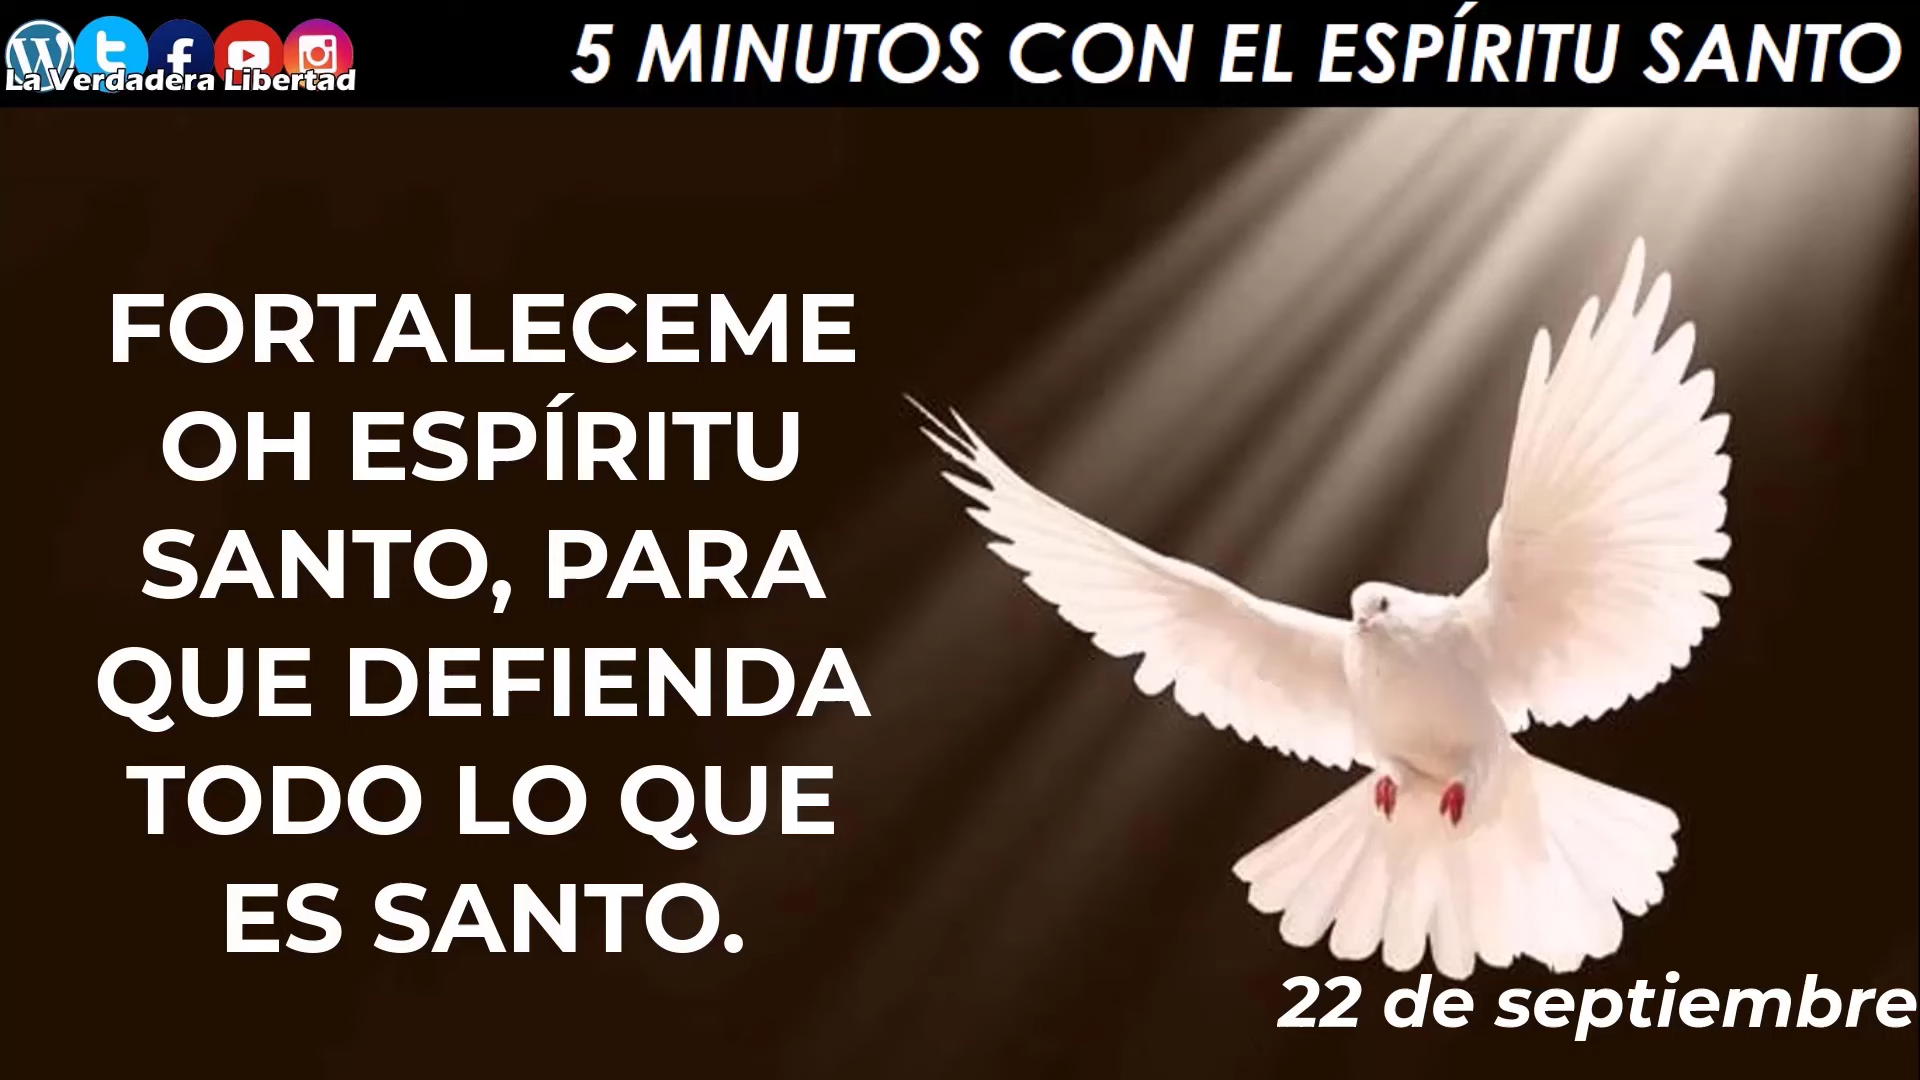 La Verdadera Libertad
5 MINUTOS CON EL ESPÍRITU SANTO
FORTALECEME
OH ESPÍRITU
SANTO, PARA
QUE DEFIENDA
TODO LO QUE
ES SANTO.
22 de septiembre